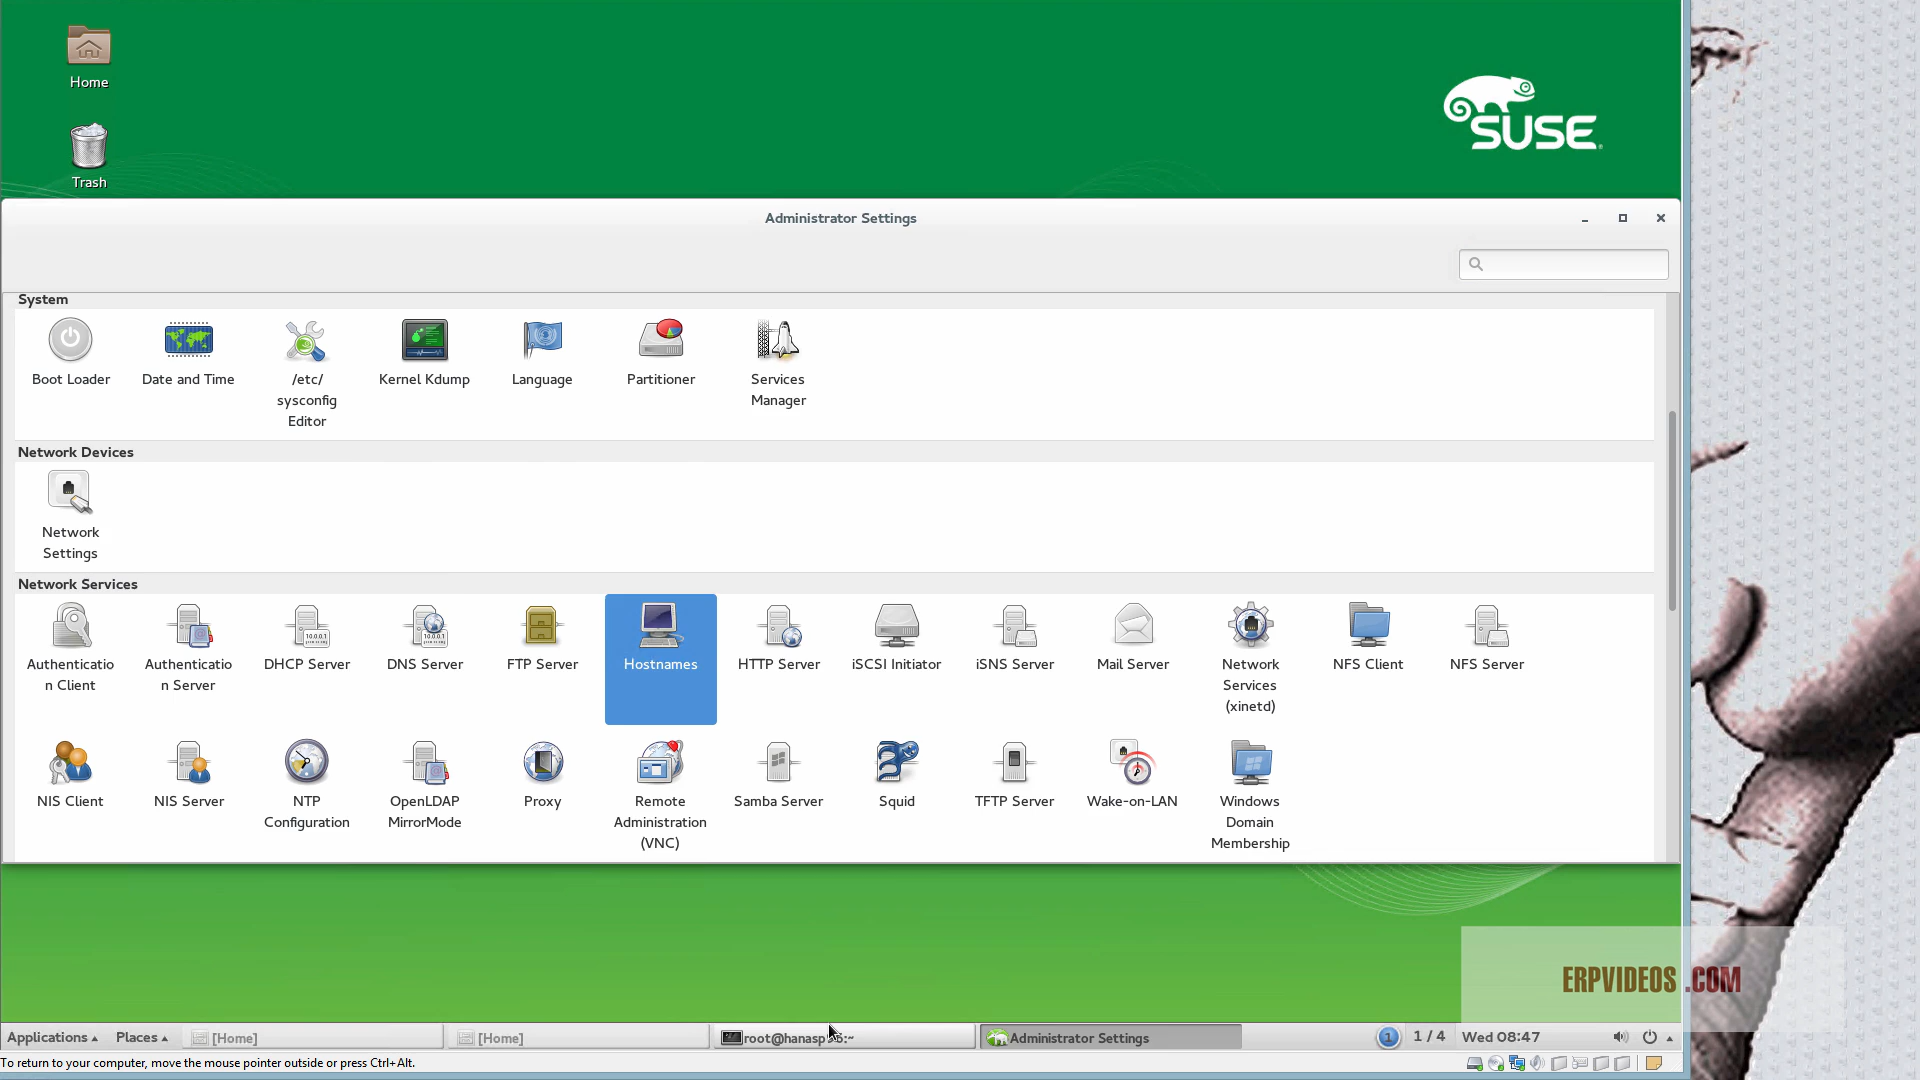 Home
Trash
SUSE
Administrator Settings
System
Boot Loader
Date and Time
/etc/
sysconfig
Editor
Kernel Kdump
Language
Partitioner
Services
Manager
Network Devices
Network
Settings
Network Services
Authenticatio
n Client
Authenticatio
n Server
DHCP Server
DNS Server
FTP Server
Hostnames
HTTP Server
iSCSI Initiator
iSNS Server
Mail Server
Network
Services
(xinetd)
NFS Client
NFS Server
NIS Client
NIS Server
NTP
Configuration
OpenLDAP
MirrorMode
Proxy
Remote
Administration
(VNC)
Samba Server
Squid
TFTP Server
Wake-on-LAN
Windows
Domain
Membership
ERPVIDEOS.COM
Applications
Places
[Home]
[Home]
Administrator Settings
1
1 / 4
Wed 08:47
To return to your computer, move the mouse pointer outside or press Ctrl+Alt.